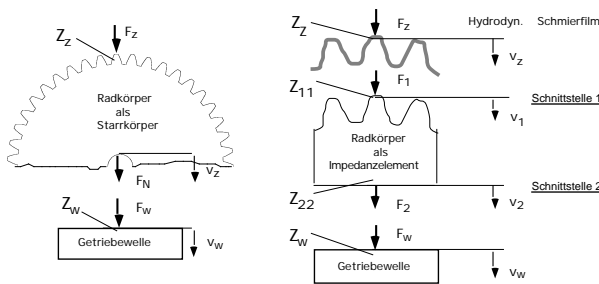 Z_Z
F_Z
Radkörper
als
Starrkörper
F_N
v_Z
Z_W
F_W
Getriebewelle
v_W
Hydrodyn. Schmierfilm
Z_Z
F_Z
v_Z
Z_11
F_1
Schnittstelle 1
v_1
Radkörper
als
Impedanzelement
Z_22
F_2
Schnittstelle 2
v_2
Z_W
F_W
Getriebewelle
v_W